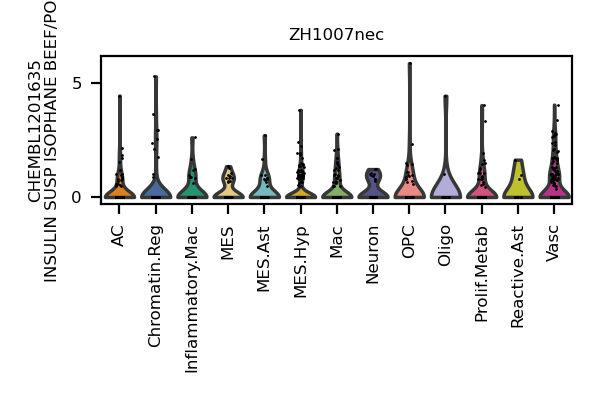 ZH1007nec
CHEMBL1201635
INSULIN SUSP ISOPHANE BEEF/PO
5
0
AC
Chromatin.Reg
Inflammatory.Mac
MES
MES.Ast
MES.Hyp
Mac
Neuron
OPC
Oligo
Prolif.Metab
Reactive.Ast
Vasc